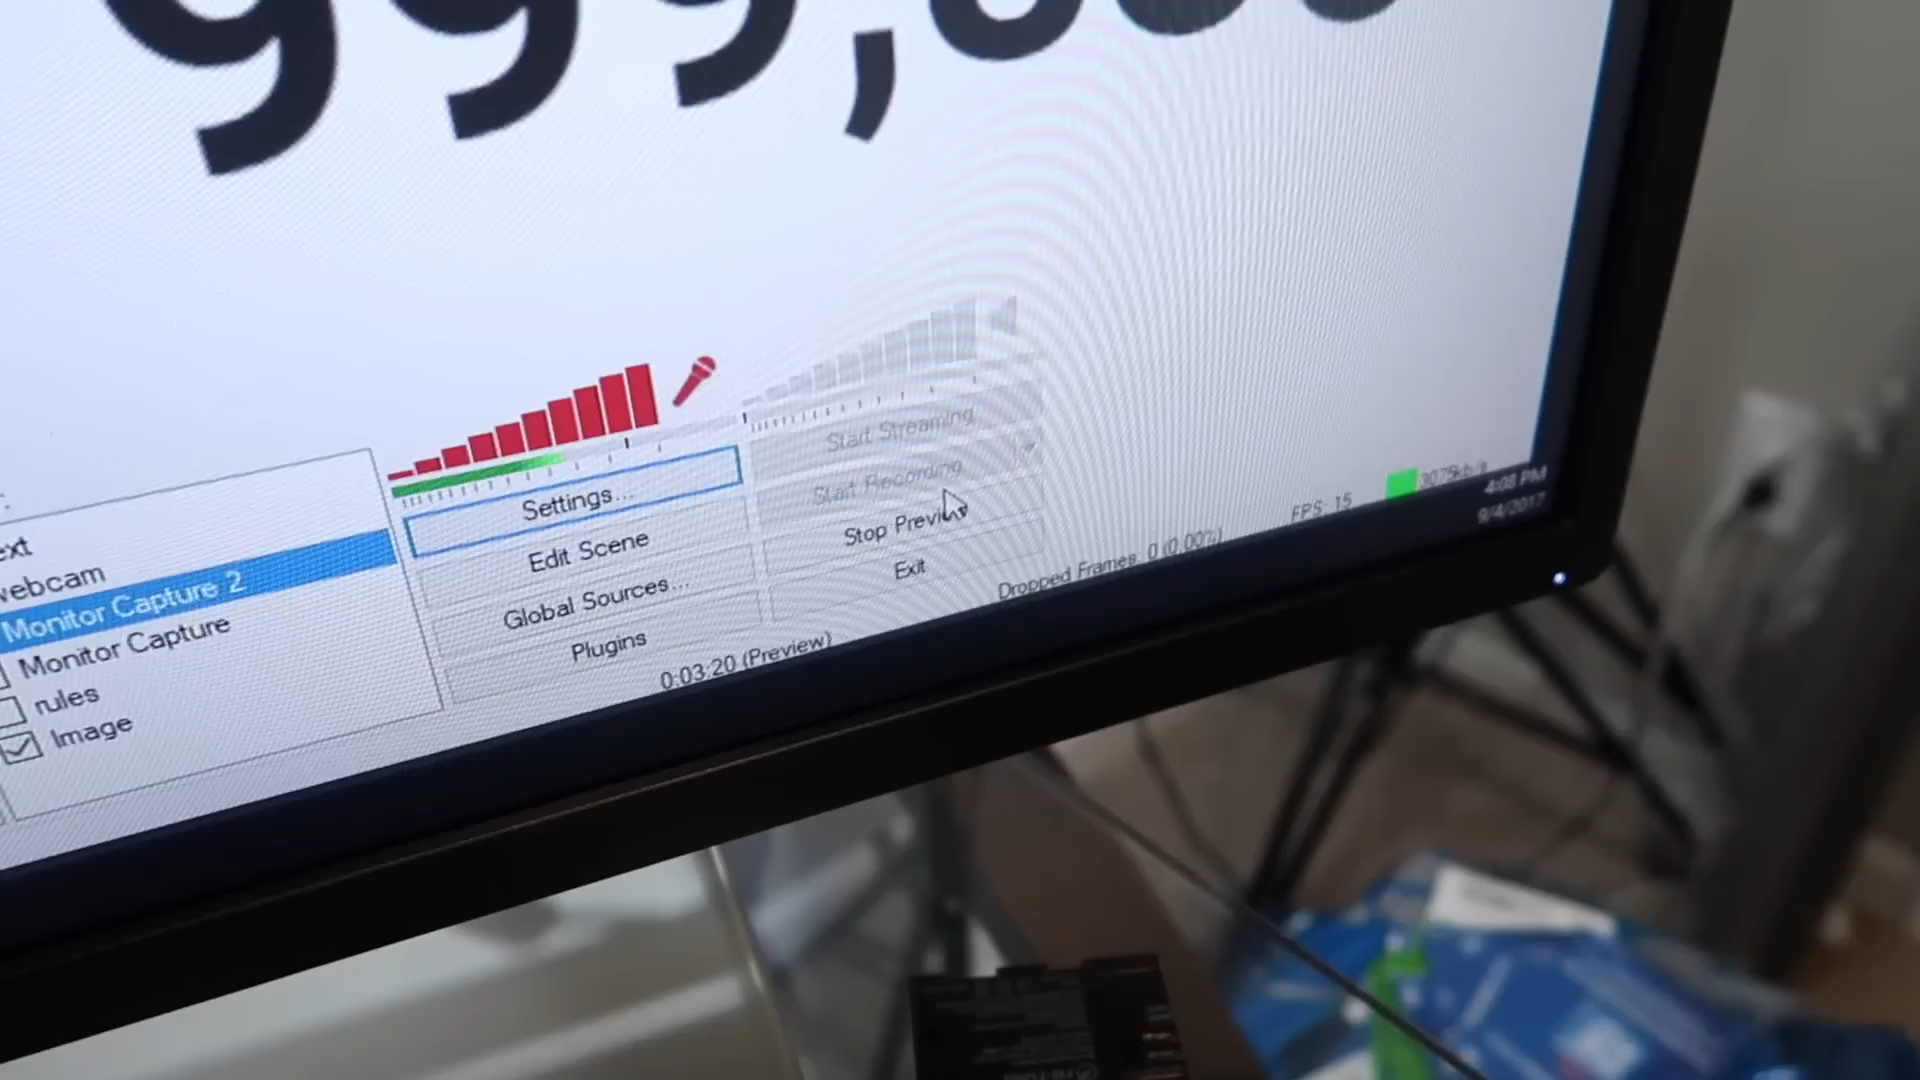 999,
Start Streaming
Start Recording
Settings...
Stop Preview
Edit Scene
Exit
Global Sources...
Plugins
0:03:20 (Preview)
Dropped Frames: 0 (0.00%)
FPS: 15
3075kb/s
4:08 PM
9/4/2017
ext
webcam
Monitor Capture 2
Monitor Capture
rules
Image